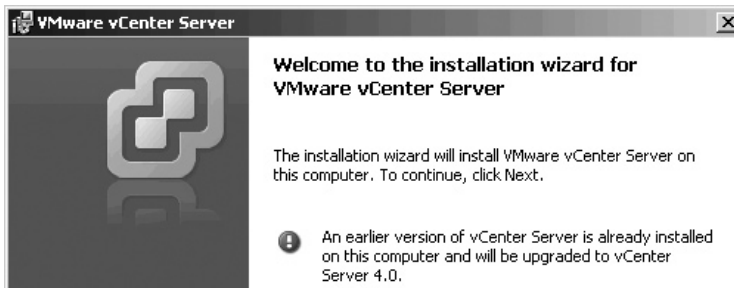 VMware vCenter Server
Welcome to the installation wizard for
VMware vCenter Server
The installation wizard will install VMware vCenter Server on
this computer. To continue, click Next.
An earlier version of vCenter Server is already installed
on this computer and will be upgraded to vCenter
Server 4.0.